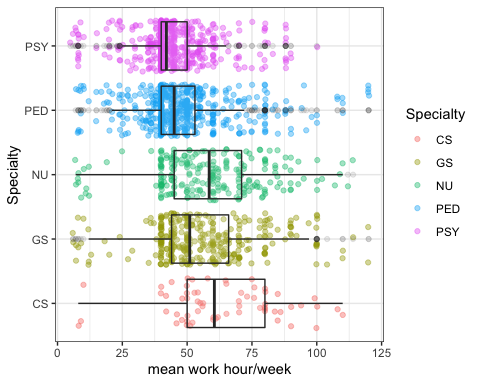 PSY
PED
NU
GS
CS
Specialty
0 25 50 75 100 125
mean work hour/week
Specialty
CS
GS
NU
PED
PSY